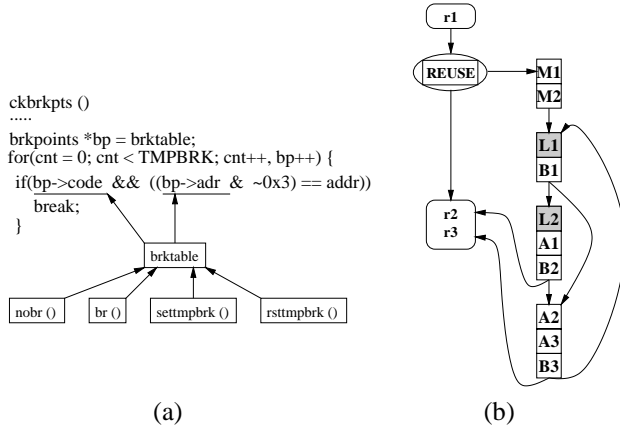 ckbrkpts ()
.....
brkpoints *bp = brktable;
for(cnt = 0; cnt < TMPBRK; cnt++, bp++) {
if(bp->code && ((bp->adr & ~0x3) == addr))
break;
}
brktable
nobr ()
br ()
settmpbrk ()
rsttmpbrk ()
(a)
r1
REUSE
M1
M2
L1
B1
r2
r3
L2
A1
B2
A2
A3
B3
(b)